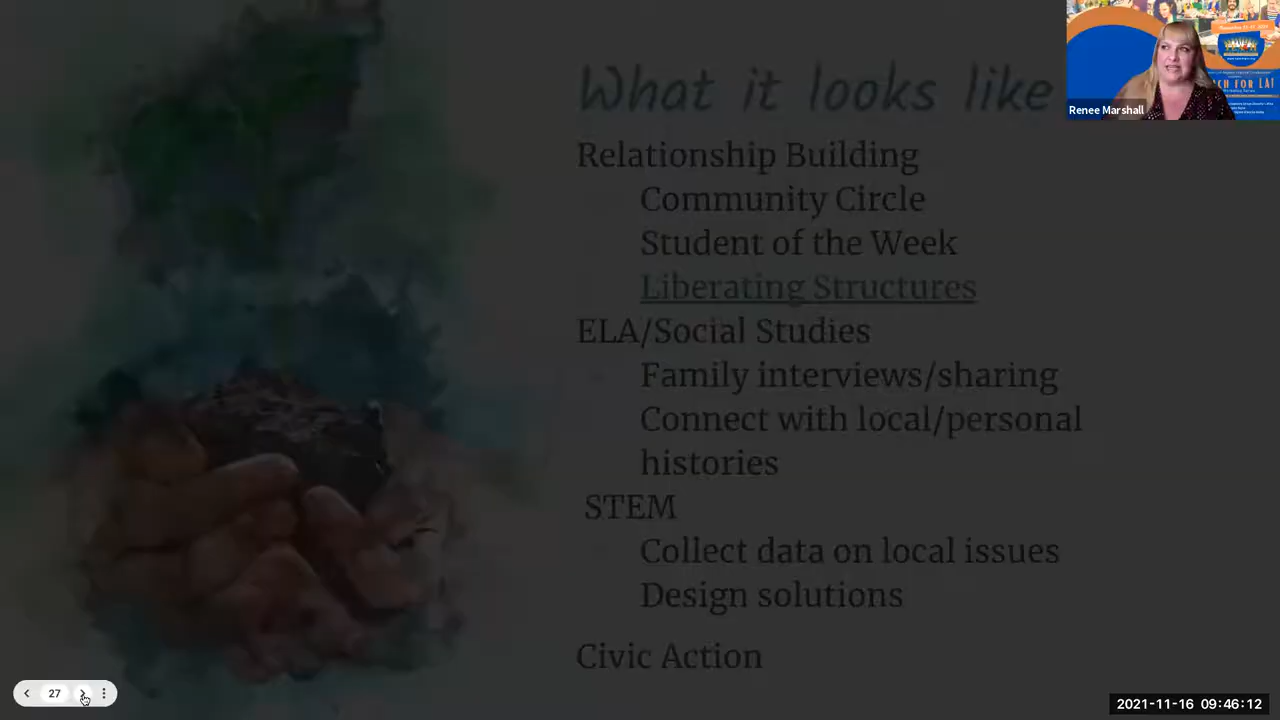 What it looks like
Relationship Building
Community Circle
Student of the Week
Liberating Structures
ELA/Social Studies
Family interviews/sharing
Connect with local/personal
histories
STEM
Collect data on local issues
Design solutions
Civic Action
Renee Marshall
27
2021-11-16 09:46:12